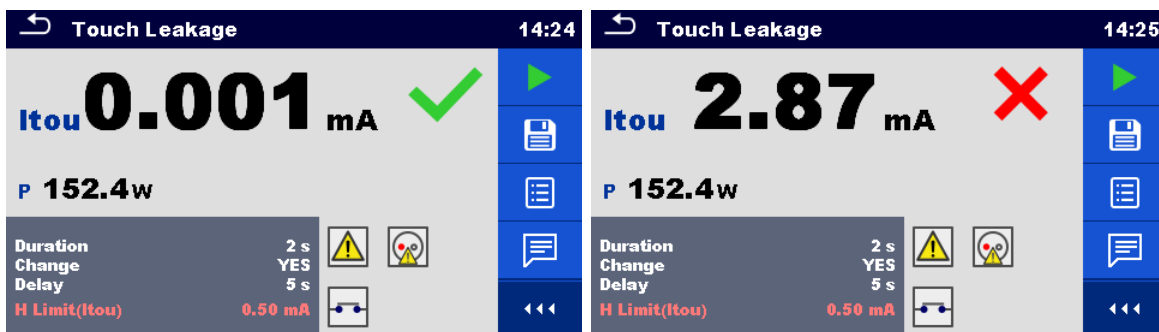 Touch Leakage 14:24
Itou 0.001 mA
P 152.4w
Duration 2 s
Change YES
Delay 5 s
H Limit(Itou) 0.50 mA
Touch Leakage 14:25
Itou 2.87 mA
P 152.4w
Duration 2 s
Change YES
Delay 5 s
H Limit(Itou) 0.50 mA